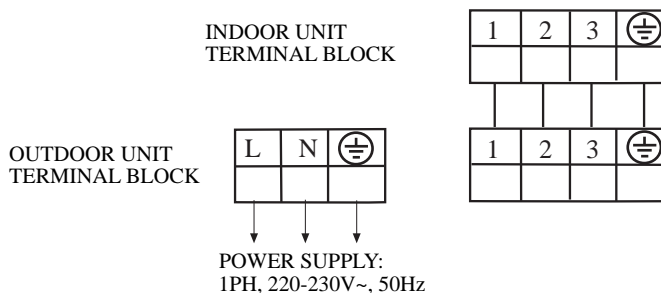 INDOOR UNIT
TERMINAL BLOCK
1 2 3
OUTDOOR UNIT
TERMINAL BLOCK
L N
1 2 3
POWER SUPPLY:
1PH, 220-230V~, 50Hz